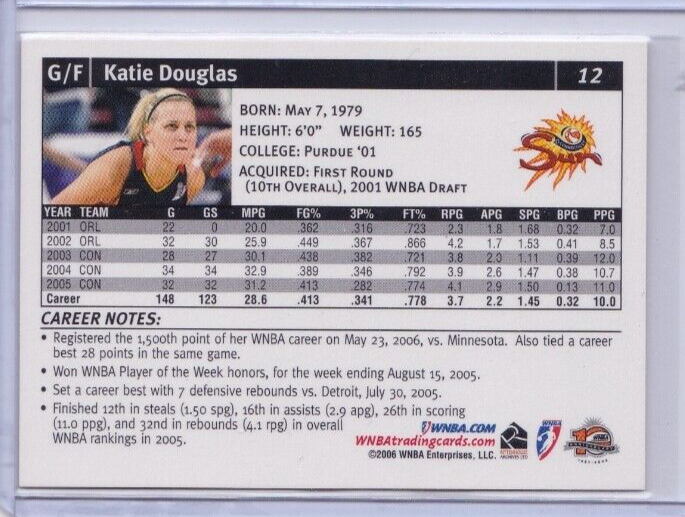 G/F Katie Douglas 12
BORN: MAY 7, 1979
HEIGHT: 6'0" WEIGHT: 165
COLLEGE: PURDUE '01
ACQUIRED: FIRST ROUND
(10TH OVERALL), 2001 WNBA DRAFT
Sun
YEAR TEAM G GS MPG FG% 3P% FT% RPG APG SPG BPG PPG
2001 ORL 22 0 20.0 .362 .316 .723 2.3 1.8 1.68 0.32 7.0
2002 ORL 32 30 25.9 .449 .367 .866 4.2 1.7 1.53 0.41 8.5
2003 CON 28 27 30.1 .438 .382 .721 3.8 2.0 1.11 0.39 12.0
2004 CON 34 34 32.9 .389 .346 .792 3.9 2.6 1.47 0.38 10.7
2005 CON 32 32 31.2 .413 .282 .774 4.1 2.9 1.50 0.13 11.0
Career 148 123 28.6 .413 .341 .778 3.7 2.2 1.45 0.32 10.0
CAREER NOTES:
• Registered the 1,500th point of her WNBA career on May 23, 2006, vs. Minnesota. Also tied a career
best 28 points in the same game.
• Won WNBA Player of the Week honors, for the week ending August 15, 2005.
• Set a career best with 7 defensive rebounds vs. Detroit, July 30, 2005.
• Finished 12th in steals (1.50 spg), 16th in assists (2.9 apg), 26th in scoring
(11.0 ppg), and 32nd in rebounds (4.1 rpg) in overall
WNBA rankings in 2005.
WNBA.COM
WNBAtradingcards.com
©2006 WNBA Enterprises, LLC.
RITTENHOUSE
ARCHIVES LTD
WNBA
10
WNBA